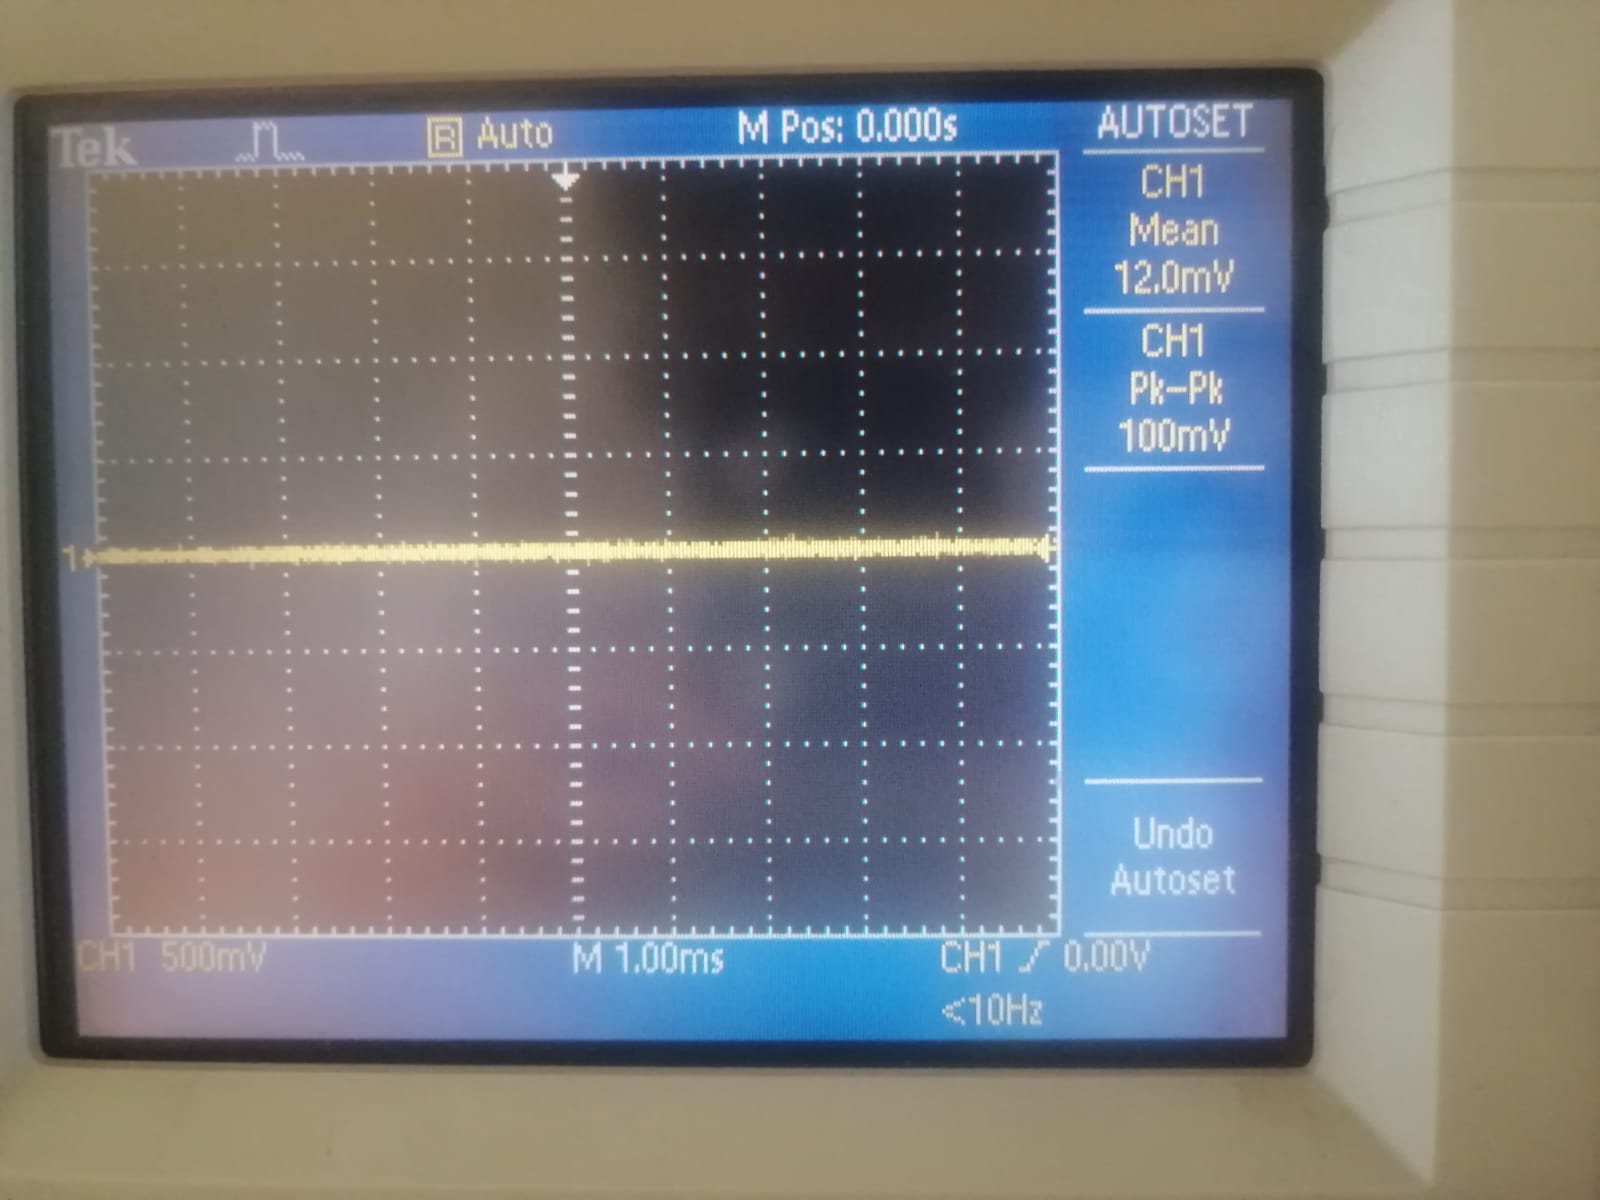 Tek R Auto M Pos: 0.000s AUTOSET
CH1
Mean
12.0mV
CH1
Pk-Pk
100mV
1
Undo
Autoset
CH1 500mV M 1.00ms CH1 0.00V
<10Hz